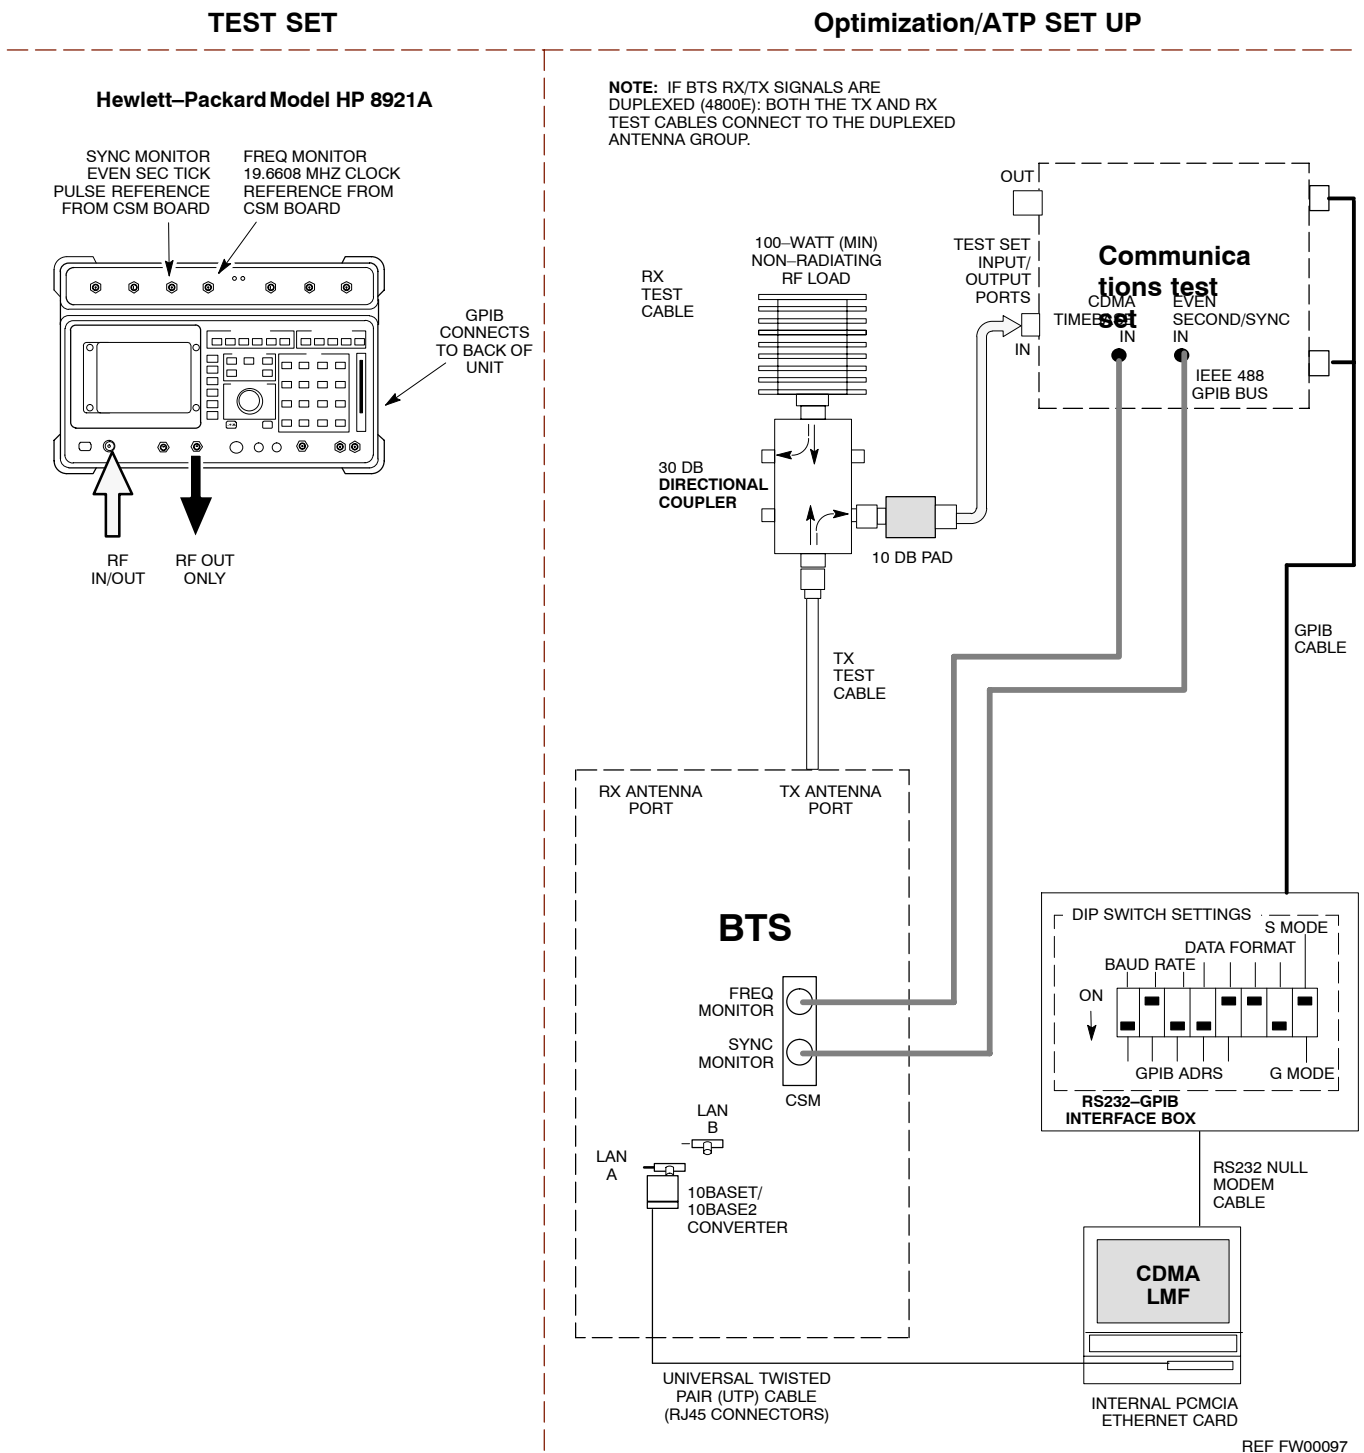 TEST SET
Optimization/ATP SET UP
Hewlett–Packard Model HP 8921A
SYNC MONITOR
EVEN SEC TICK
PULSE REFERENCE
FROM CSM BOARD
FREQ MONITOR
19.6608 MHZ CLOCK
REFERENCE FROM
CSM BOARD
GPIB
CONNECTS
TO BACK OF
UNIT
RF
IN/OUT
RF OUT
ONLY
NOTE: IF BTS RX/TX SIGNALS ARE
DUPLEXED (4800E): BOTH THE TX AND RX
TEST CABLES CONNECT TO THE DUPLEXED
ANTENNA GROUP.
RX
TEST
CABLE
100–WATT (MIN)
NON–RADIATING
RF LOAD
OUT
TEST SET
INPUT/
OUTPUT
PORTS
IN
Communica
tions test
set
CDMA
TIMEBASE
IN
EVEN
SECOND/SYNC
IN
IEEE 488
GPIB BUS
30 DB
DIRECTIONAL
COUPLER
10 DB PAD
TX
TEST
CABLE
GPIB
CABLE
RX ANTENNA
PORT
TX ANTENNA
PORT
BTS
FREQ
MONITOR
SYNC
MONITOR
CSM
LAN
B
LAN
A
10BASET/
10BASE2
CONVERTER
DIP SWITCH SETTINGS
S MODE
DATA FORMAT
BAUD RATE
ON
GPIB ADRS
G MODE
RS232–GPIB
INTERFACE BOX
RS232 NULL
MODEM
CABLE
CDMA
LMF
UNIVERSAL TWISTED
PAIR (UTP) CABLE
(RJ45 CONNECTORS)
INTERNAL PCMCIA
ETHERNET CARD
REF FW00097